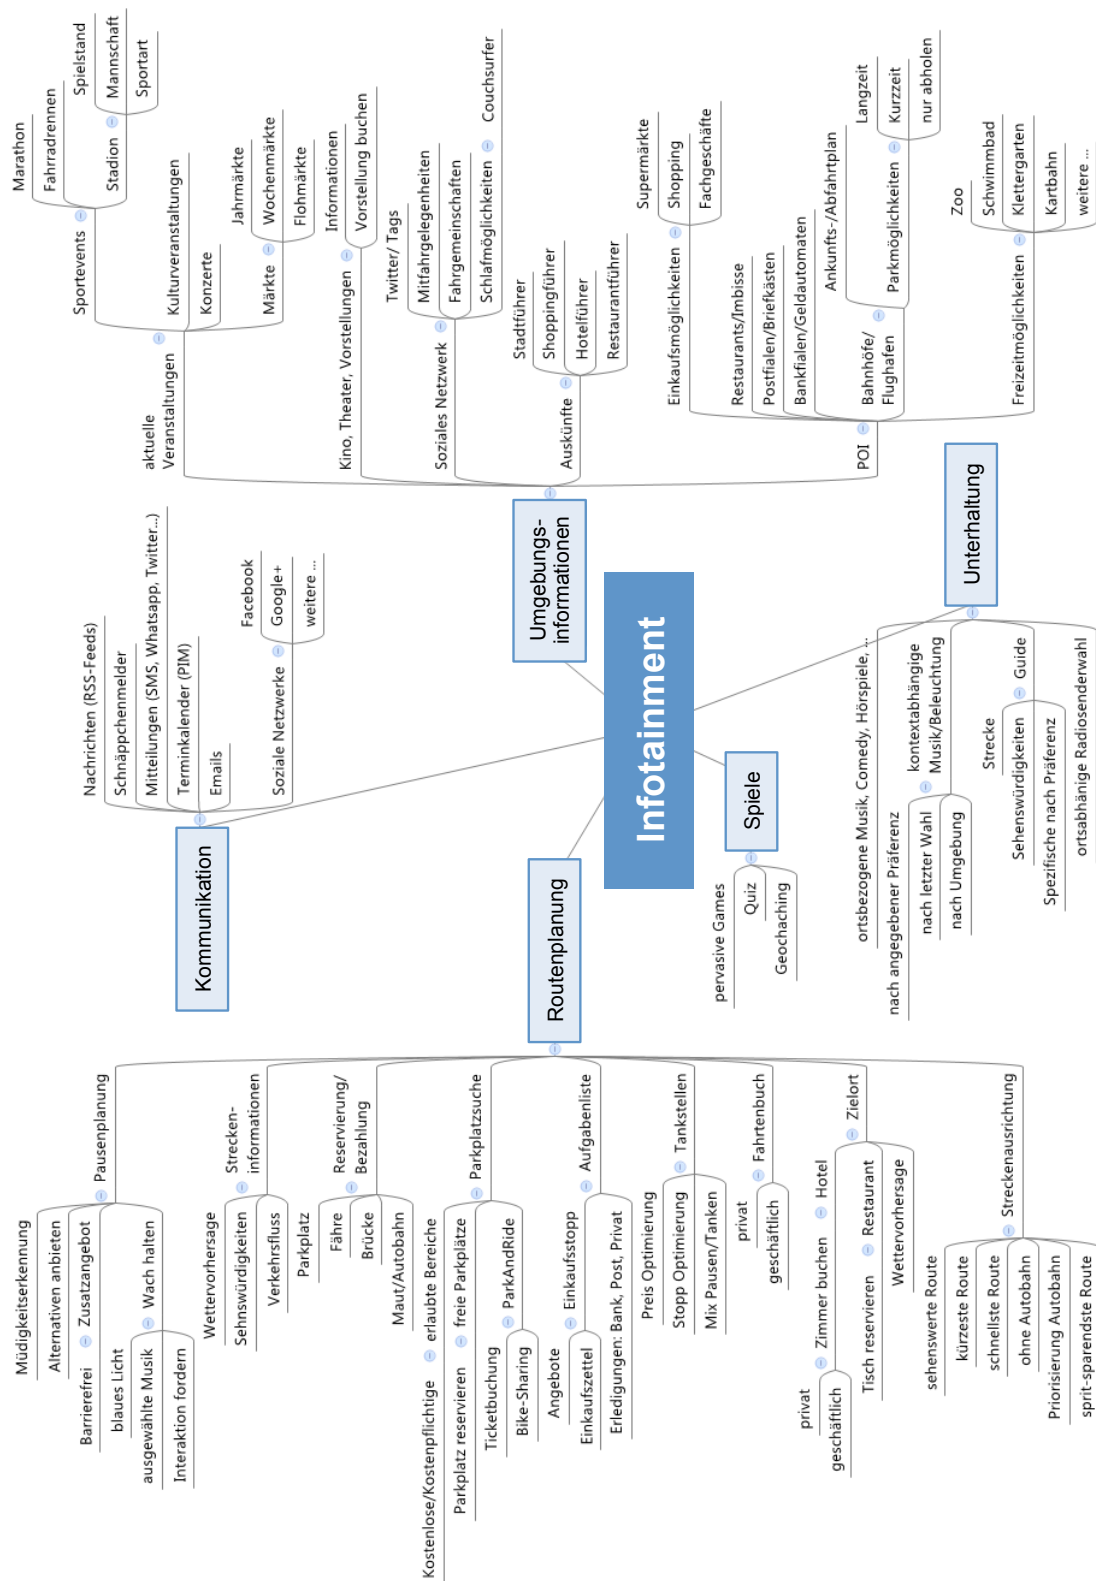 Infotainment
Kommunikation
Nachrichten (RSS-Feeds)
Schnäppchenmelder
Mitteilungen (SMS, Whatsapp, Twitter...)
Terminkalender (PIM)
Emails
Soziale Netzwerke
Facebook
Google+
weitere ...
Umgebungs-
informationen
aktuelle
Veranstaltungen
Sportevents
Marathon
Fahrradrennen
Stadion
Spielstand
Mannschaft
Sportart
Kulturveranstaltungen
Konzerte
Märkte
Jahrmärkte
Wochenmärkte
Flohmärkte
Kino, Theater, Vorstellungen
Informationen
Vorstellung buchen
Soziales Netzwerk
Twitter/ Tags
Mitfahrgelegenheiten
Fahrgemeinschaften
Schlafmöglichkeiten
Couchsurfer
Auskünfte
Stadtführer
Shoppingführer
Hotelführer
Restaurantführer
POI
Einkaufsmöglichkeiten
Supermärkte
Shopping
Fachgeschäfte
Restaurants/Imbisse
Postfialen/Briefkästen
Bankfialen/Geldautomaten
Bahnhöfe/
Flughafen
Ankunfts-/Abfahrtplan
Parkmöglichkeiten
Langzeit
Kurzzeit
nur abholen
Freizeitmöglichkeiten
Zoo
Schwimmbad
Klettergarten
Kartbahn
weitere ...
Routenplanung
Pausenplanung
Müdigkeitserkennung
Alternativen anbieten
Zusatzangebot
Barrierefrei
Wach halten
blaues Licht
ausgewählte Musik
Interaktion fordern
Strecken-
informationen
Wettervorhersage
Sehnswürdigkeiten
Verkehrsfluss
Reservierung/
Bezahlung
Parkplatz
Fähre
Brücke
Maut/Autobahn
Parkplatzsuche
erlaubte Bereiche
Kostenlose/Kostenpflichtige
freie Parkplätze
Parkplatz reservieren
ParkAndRide
Ticketbuchung
Bike-Sharing
Aufgabenliste
Einkaufsstopp
Angebote
Einkaufszettel
Erledigungen: Bank, Post, Privat
Tankstellen
Preis Optimierung
Stopp Optimierung
Mix Pausen/Tanken
Fahrtenbuch
privat
geschäftlich
Zielort
Hotel
Zimmer buchen
privat
geschäftlich
Restaurant
Tisch reservieren
Wettervorhersage
Streckenausrichtung
sehenswerte Route
kürzeste Route
schnellste Route
ohne Autobahn
Priorisierung Autobahn
sprit-sparendste Route
Spiele
pervasive Games
Quiz
Geochaching
Unterhaltung
ortsbezogene Musik, Comedy, Hörspiele, ...
kontextabhängige
Musik/Beleuchtung
nach angegebener Präferenz
nach letzter Wahl
nach Umgebung
Guide
Strecke
Sehenswürdigkeiten
Spezifische nach Präferenz
ortsabhänige Radiosenderwahl